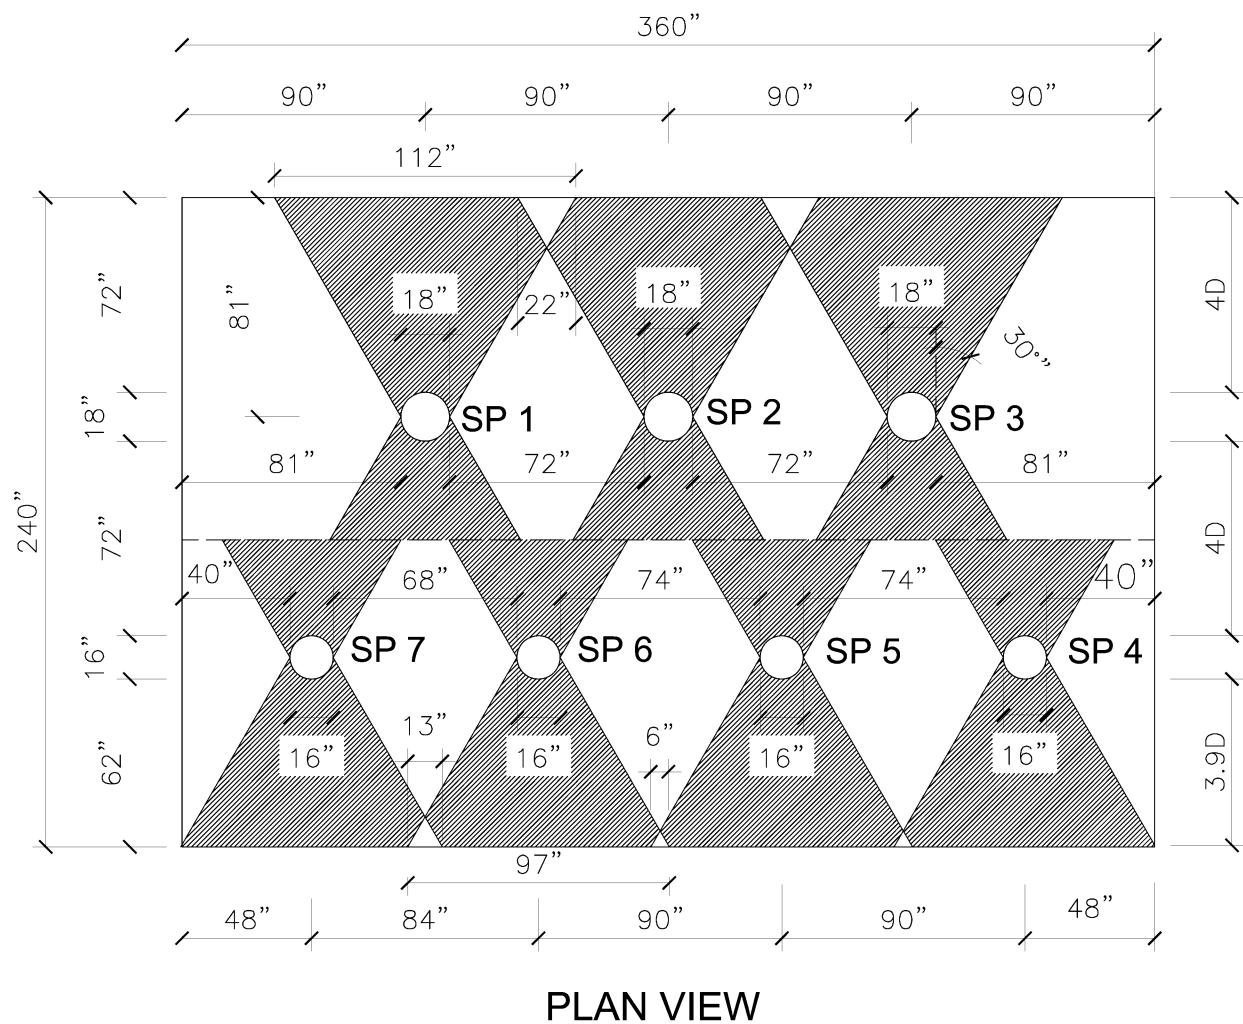 360”
90” 90” 90” 90”
112”
72” 81” 18” 22” 18” 18” 30°” 4D
18” SP 1 SP 2 SP 3
81” 72” 72” 81”
240” 72” 4D
40” 68” 74” 74” 40”
16” SP 7 SP 6 SP 5 SP 4
13” 6”
62” 16” 16” 16” 16” 3.9D
97”
48” 84” 90” 90” 48”
PLAN VIEW